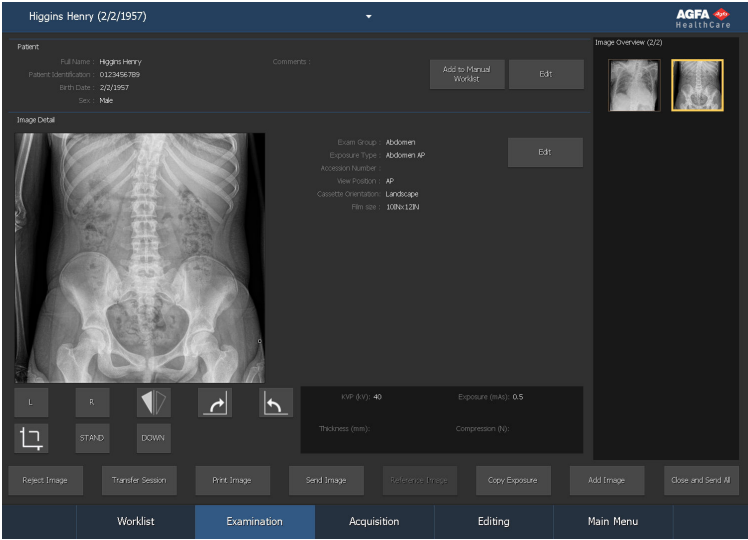 Higgins Henry (2/2/1957)
AGFA Agfa
HealthCare
Patient
Full Name : Higgins Henry
Comments :
Patient Identification : 0123456789
Birth Date : 2/2/1957
Sex : Male
Add to Manual
Worklist
Edit
Image Overview (2/2)
Image Detail
Exam Group : Abdomen
Exposure Type : Abdomen AP
Accession Number :
View Position : AP
Cassette Orientation : Landscape
Film size : 10INx12IN
Edit
L
R
STAND
DOWN
KVP (kV): 40
Exposure (mAs): 0.5
Thickness (mm):
Compression (N):
Reject Image
Transfer Session
Print Image
Send Image
Reference Image
Copy Exposure
Add Image
Close and Send All
Worklist
Examination
Acquisition
Editing
Main Menu